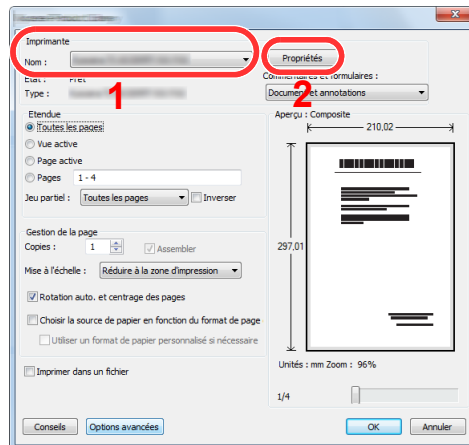 Imprimante
Nom :
Propriétés
État : Prêt
Commentaires et formulaires :
Type :
1
2
Document et annotations
Etendue
Toutes les pages
Vue active
Page active
Pages 1 - 4
Jeu partiel : Toutes les pages Inverser
Aperçu : Composite
210,02
297,01
Gestion de la page
Copies : 1 Assembler
Mise à l'échelle : Réduire à la zone d'impression
Rotation auto. et centrage des pages
Choisir la source de papier en fonction du format de page
Utiliser un format de papier personnalisé si nécessaire
Imprimer dans un fichier
Unités : mm Zoom : 96%
1/4
Conseils Options avancées OK Annuler